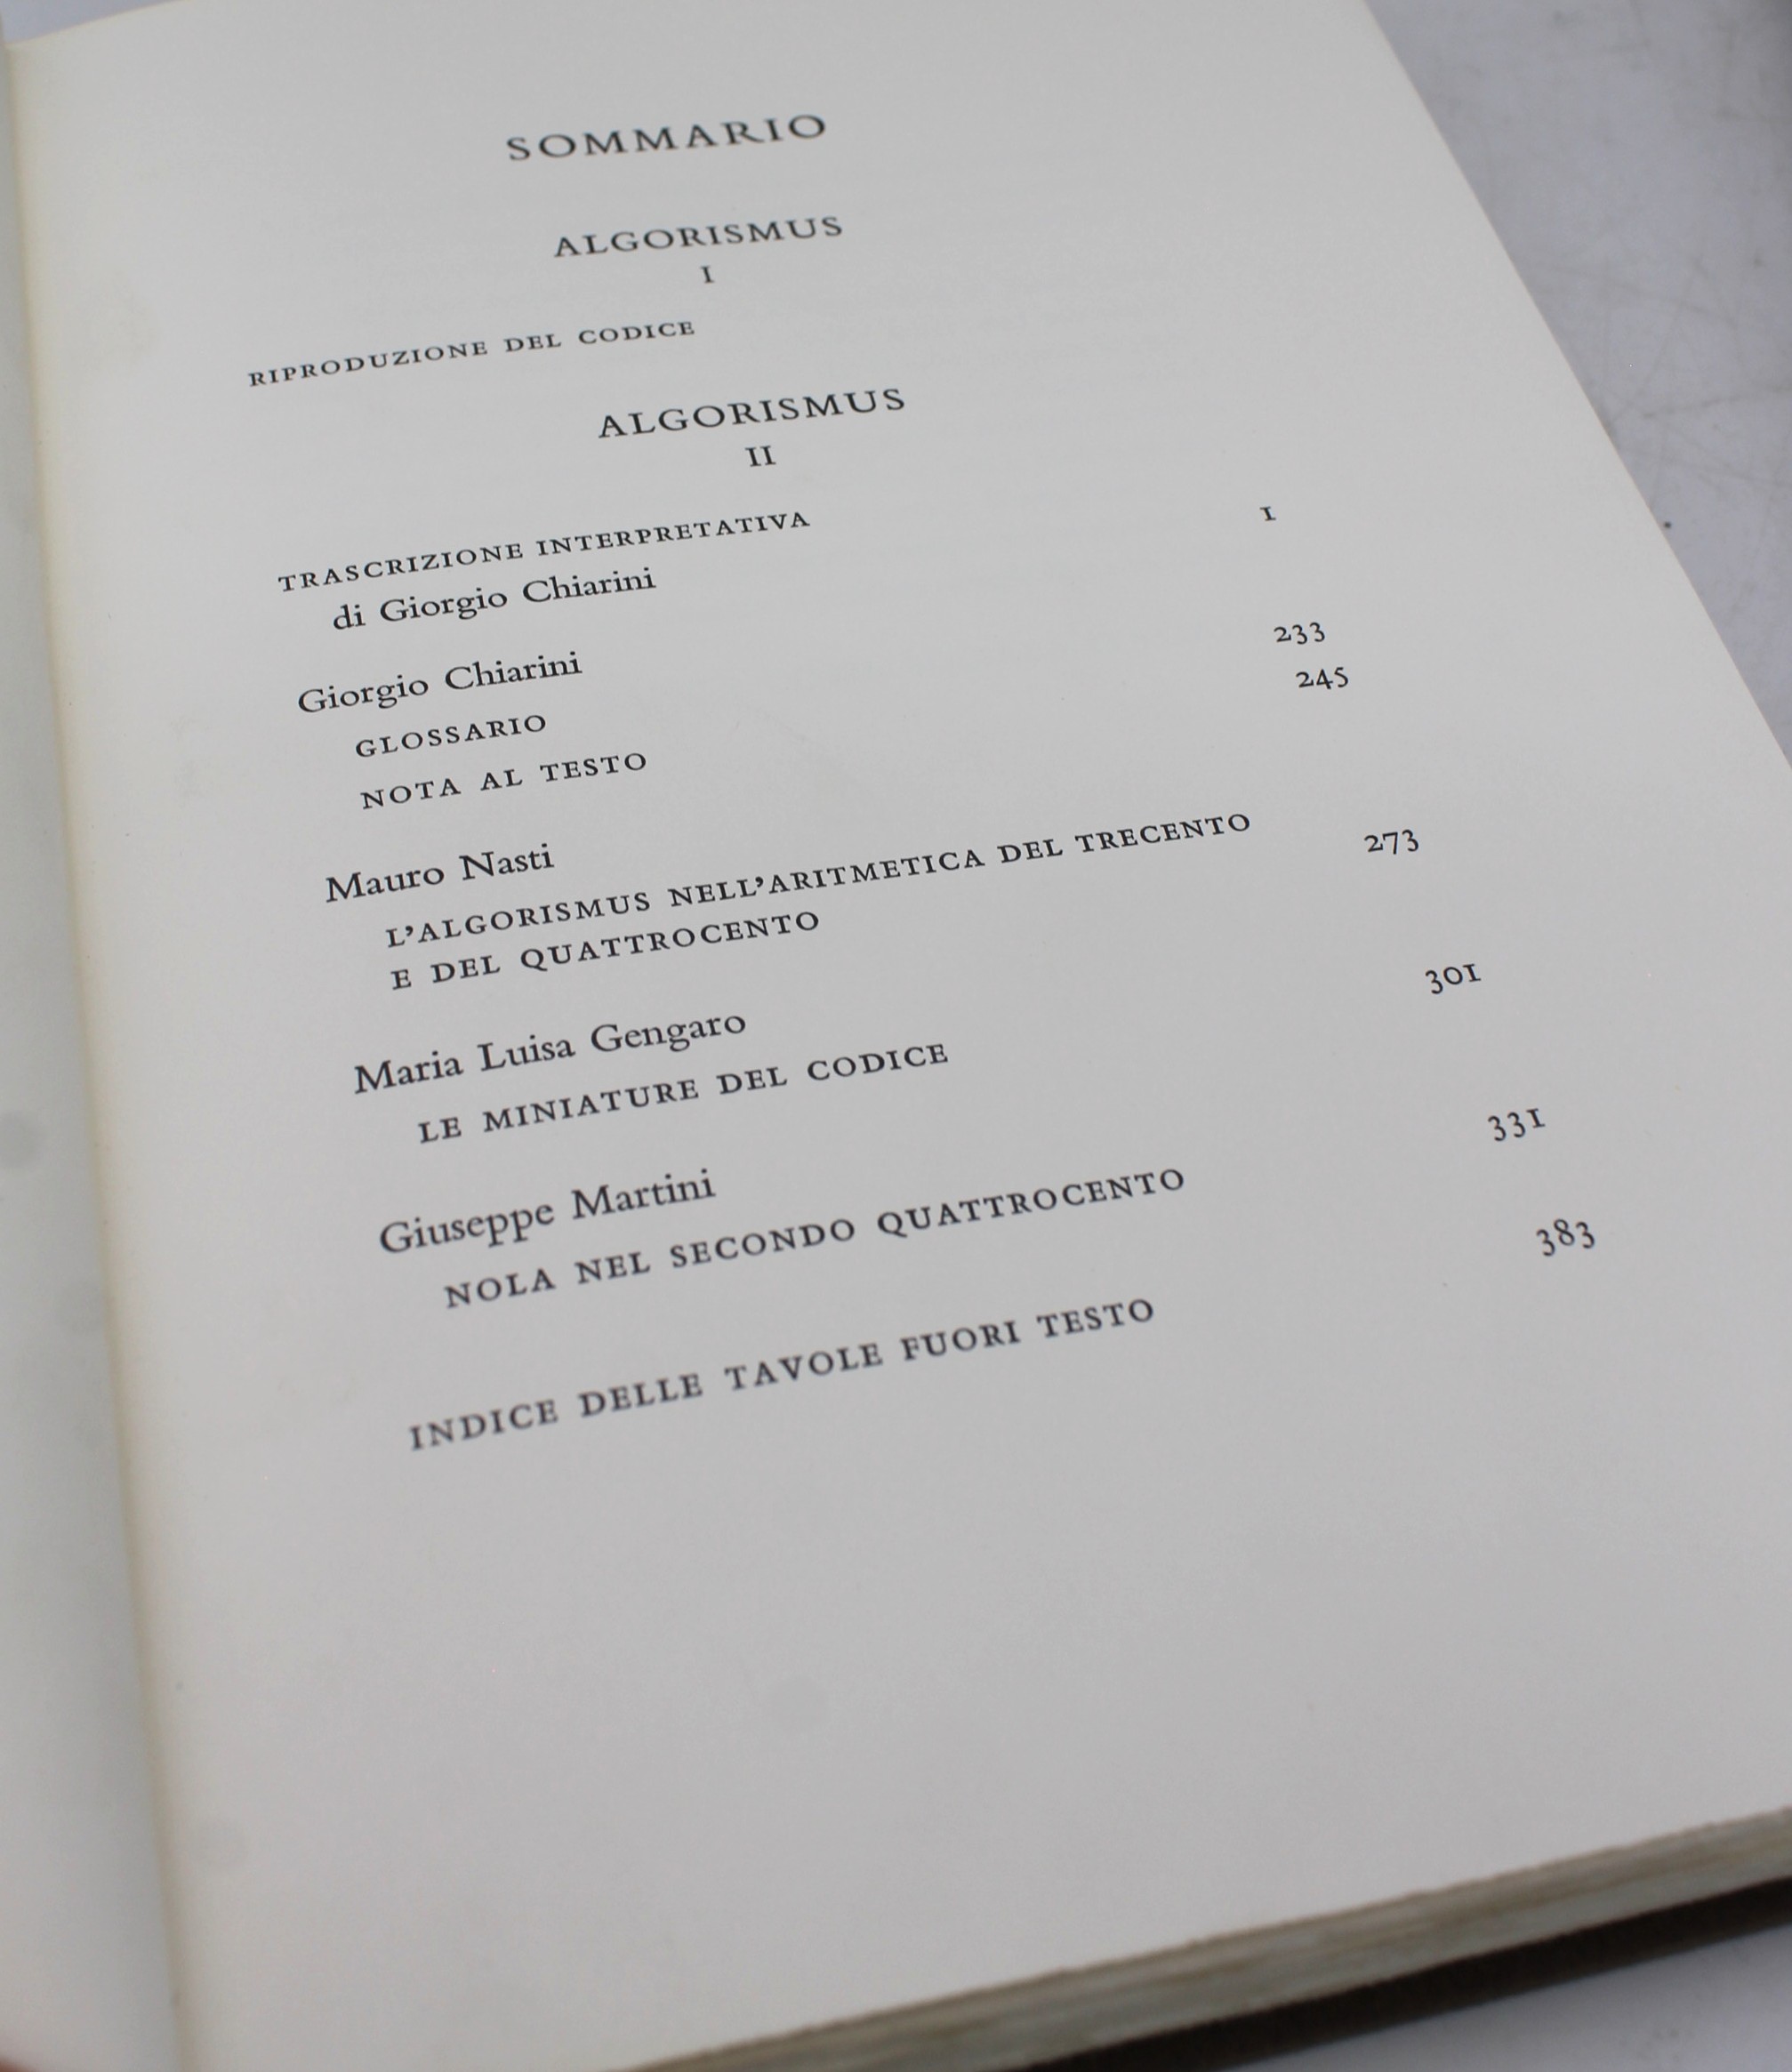 SOMMARIO
ALGORISMUS
I
RIPRODUZIONE DEL CODICE
ALGORISMUS
II
TRASCRIZIONE INTERPRETATIVA 1
di Giorgio Chiarini
Giorgio Chiarini
GLOSSARIO 233
NOTA AL TESTO 245
Mauro Nasti
L'ALGORISMUS NELL'ARITMETICA DEL TRECENTO
E DEL QUATTROCENTO 273
Maria Luisa Gengaro
LE MINIATURE DEL CODICE 301
Giuseppe Martini
NOLA NEL SECONDO QUATTROCENTO 331
INDICE DELLE TAVOLE FUORI TESTO 383